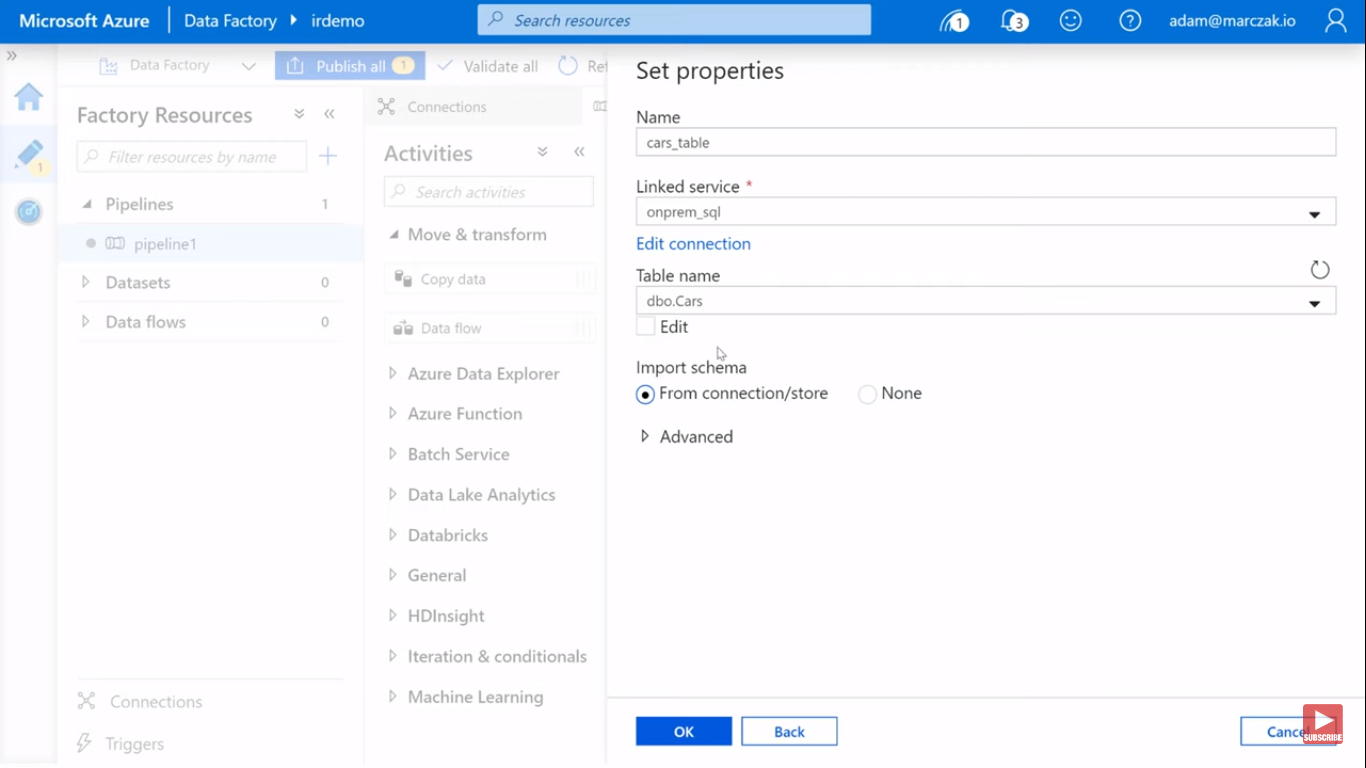 Microsoft Azure
Data Factory
irdemo
Search resources
1
3
adam@marczak.io
Data Factory
Publish all
1
Validate all
Ref
1
Factory Resources
Filter resources by name
Pipelines
1
pipeline1
Datasets
0
Data flows
0
Connections
Triggers
Connections
Activities
Search activities
Move & transform
Copy data
Data flow
Azure Data Explorer
Azure Function
Batch Service
Data Lake Analytics
Databricks
General
HDInsight
Iteration & conditionals
Machine Learning
Set properties
Name
cars_table
Linked service *
onprem_sql
Edit connection
Table name
dbo.Cars
Edit
Import schema
From connection/store
None
Advanced
OK
Back
Cancel
SUBSCRIBE